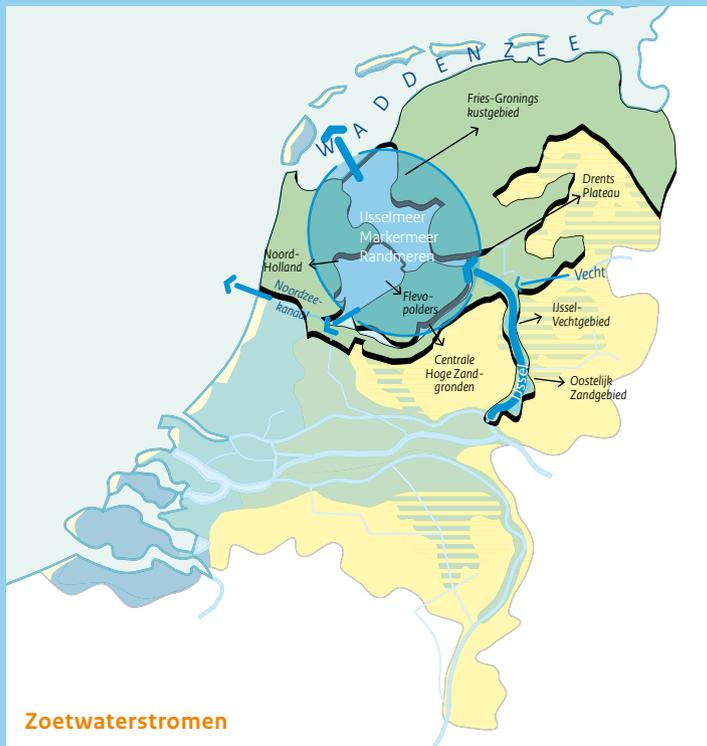 WADDENZEE
Fries-Gronings
kustgebied
Drents
Plateau
IJsselmeer
Markermeer
Randmeren
Noord-
Holland
Noordzee-
kanaal
Flevo-
polders
Vecht
IJssel-
Vechtgebied
Centrale
Hoge Zand-
gronden
IJssel
Oostelijk
Zandgebied
Zoetwaterstromen